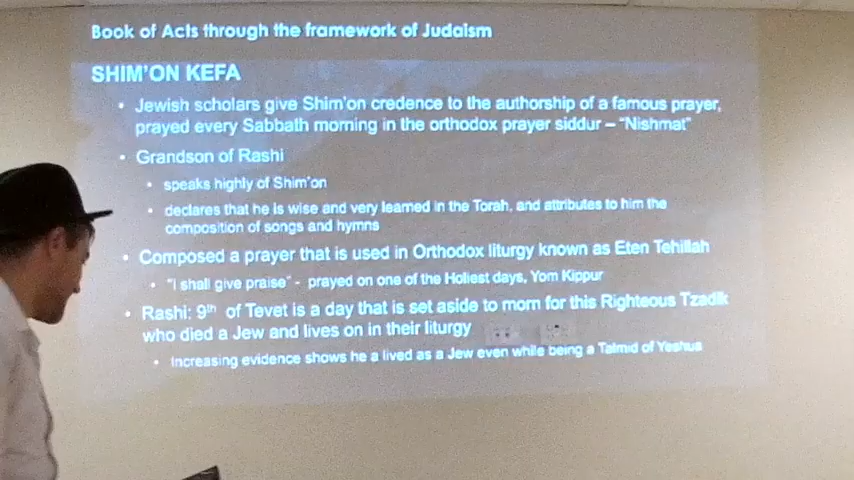 Book of Acts through the framework of Judaism
SHIM'ON KEFA
• Jewish scholars give Shim'on credence to the authorship of a famous prayer,
prayed every Sabbath morning in the orthodox prayer siddur – "Nishmat"
• Grandson of Rashi
• speaks highly of Shim'on
• declares that he is wise and very learned in the Torah, and attributes to him the
composition of songs and hymns
• Composed a prayer that is used in Orthodox liturgy known as Eten Tehillah
• "I shall give praise" - prayed on one of the Holiest days, Yom Kippur
• Rashi: 9th of Tevet is a day that is set aside to morn for this Righteous Tzadik
who died a Jew and lives on in their liturgy
• Increasing evidence shows he a lived as a Jew even while being a Talmid of Yeshua